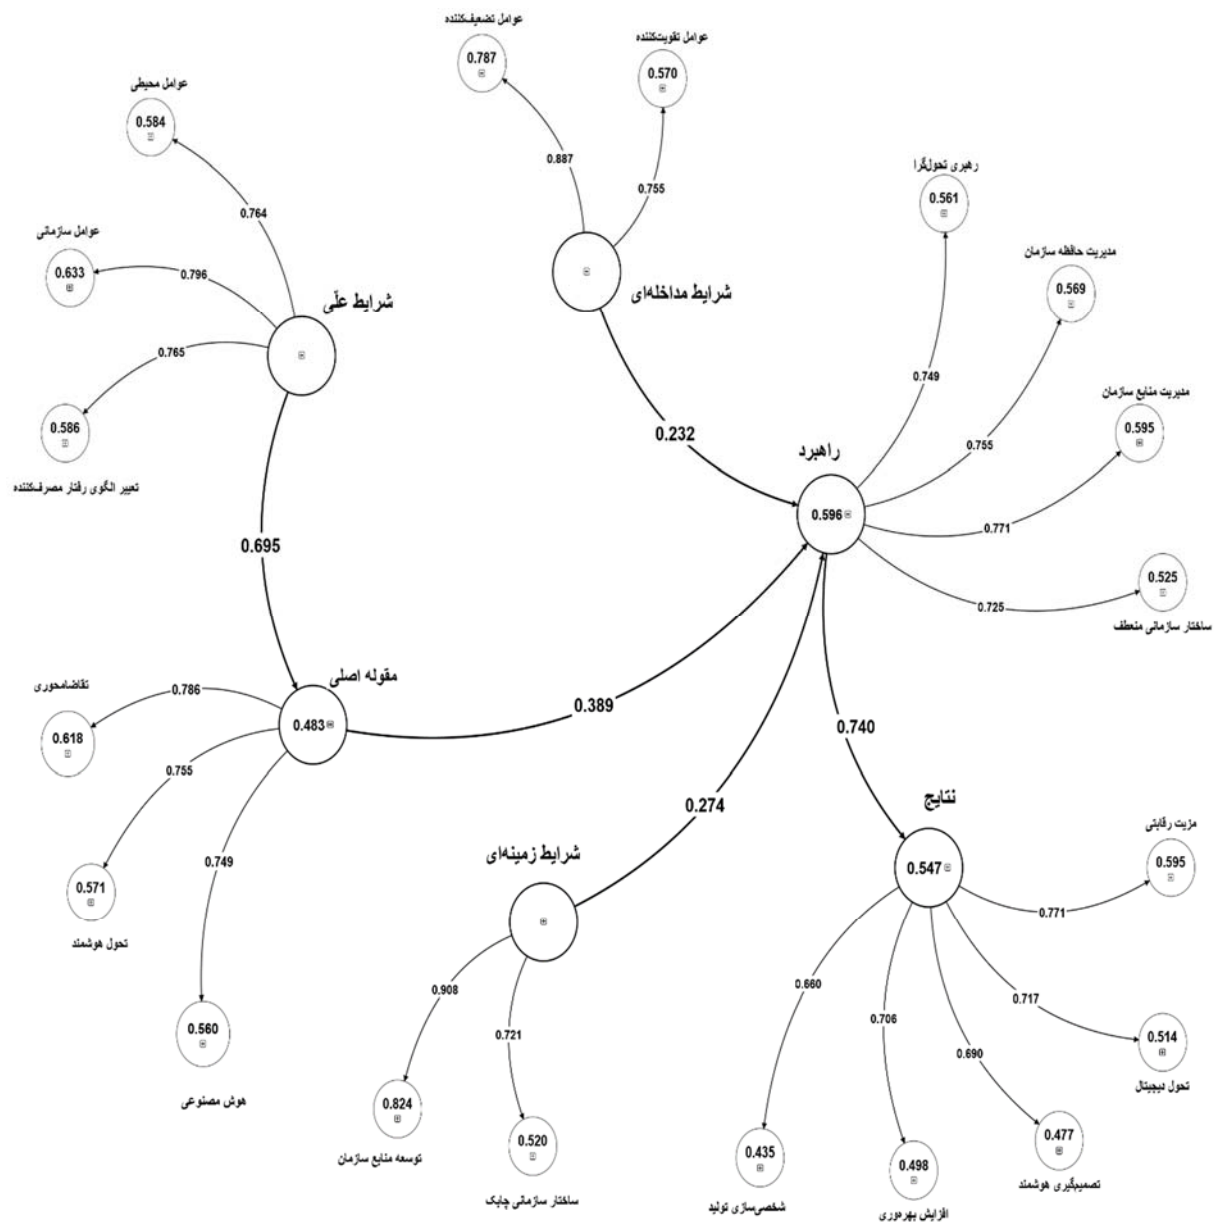 عوامل تضعیف‌کننده
0.787
عوامل تقویت‌کننده
0.570
0.887
0.755
شرایط مداخله‌ای
عوامل محیطی
0.584
0.764
عوامل سازمانی
0.633
0.796
شرایط علّی
0.765
0.586
تعییر الگوی رفتار مصرف‌کننده
رهبری تحول‌گرا
0.561
0.749
مدیریت حافظه سازمان
0.569
0.755
مدیریت منابع سازمان
0.595
0.771
راهبرد
0.596
0.525
0.725
ساختار سازمانی منعطف
0.232
0.695
0.389
0.274
0.740
مقوله اصلی
0.483
تقاضامحوری
0.786
0.618
0.755
0.571
تحول هوشمند
0.749
0.560
هوش مصنوعی
شرایط زمینه‌ای
0.908
0.721
0.824
توسعه منابع سازمان
0.520
ساختار سازمانی چابک
نتایج
0.547
مزیت رقابتی
0.595
0.771
0.717
0.514
تحول دیجیتال
0.690
0.477
تصمیم‌گیری هوشمند
0.706
0.498
افزایش بهره‌وری
0.660
0.435
شخصی‌سازی تولید